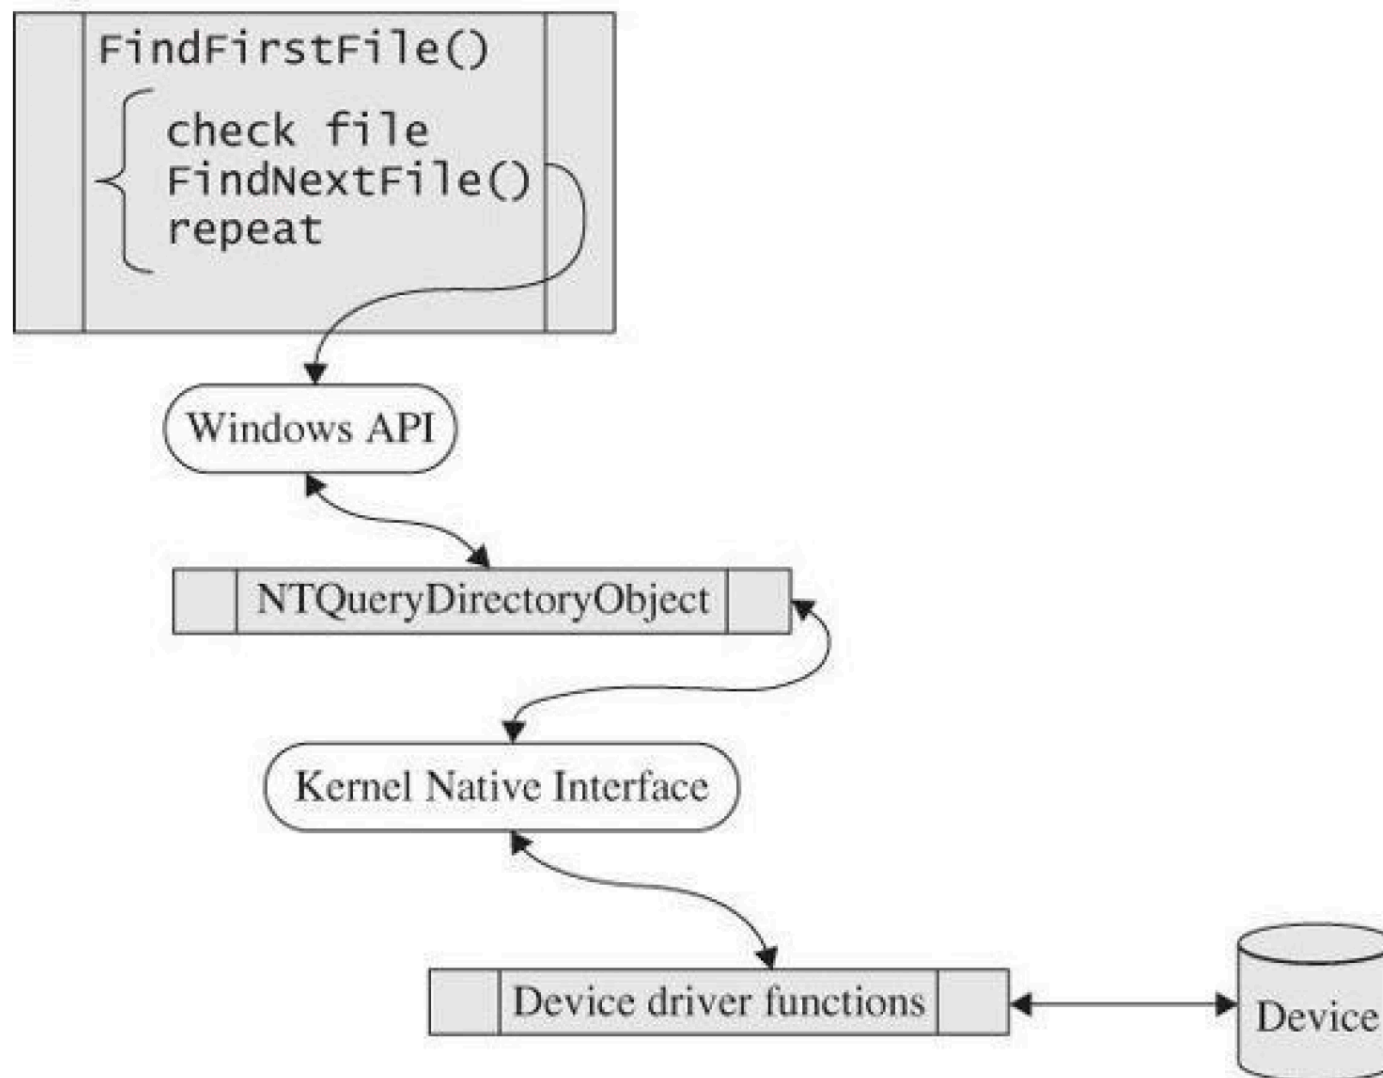 FindFirstFile()
check file
FindNextFile()
repeat
Windows API
NTQueryDirectoryObject
Kernel Native Interface
Device driver functions
Device